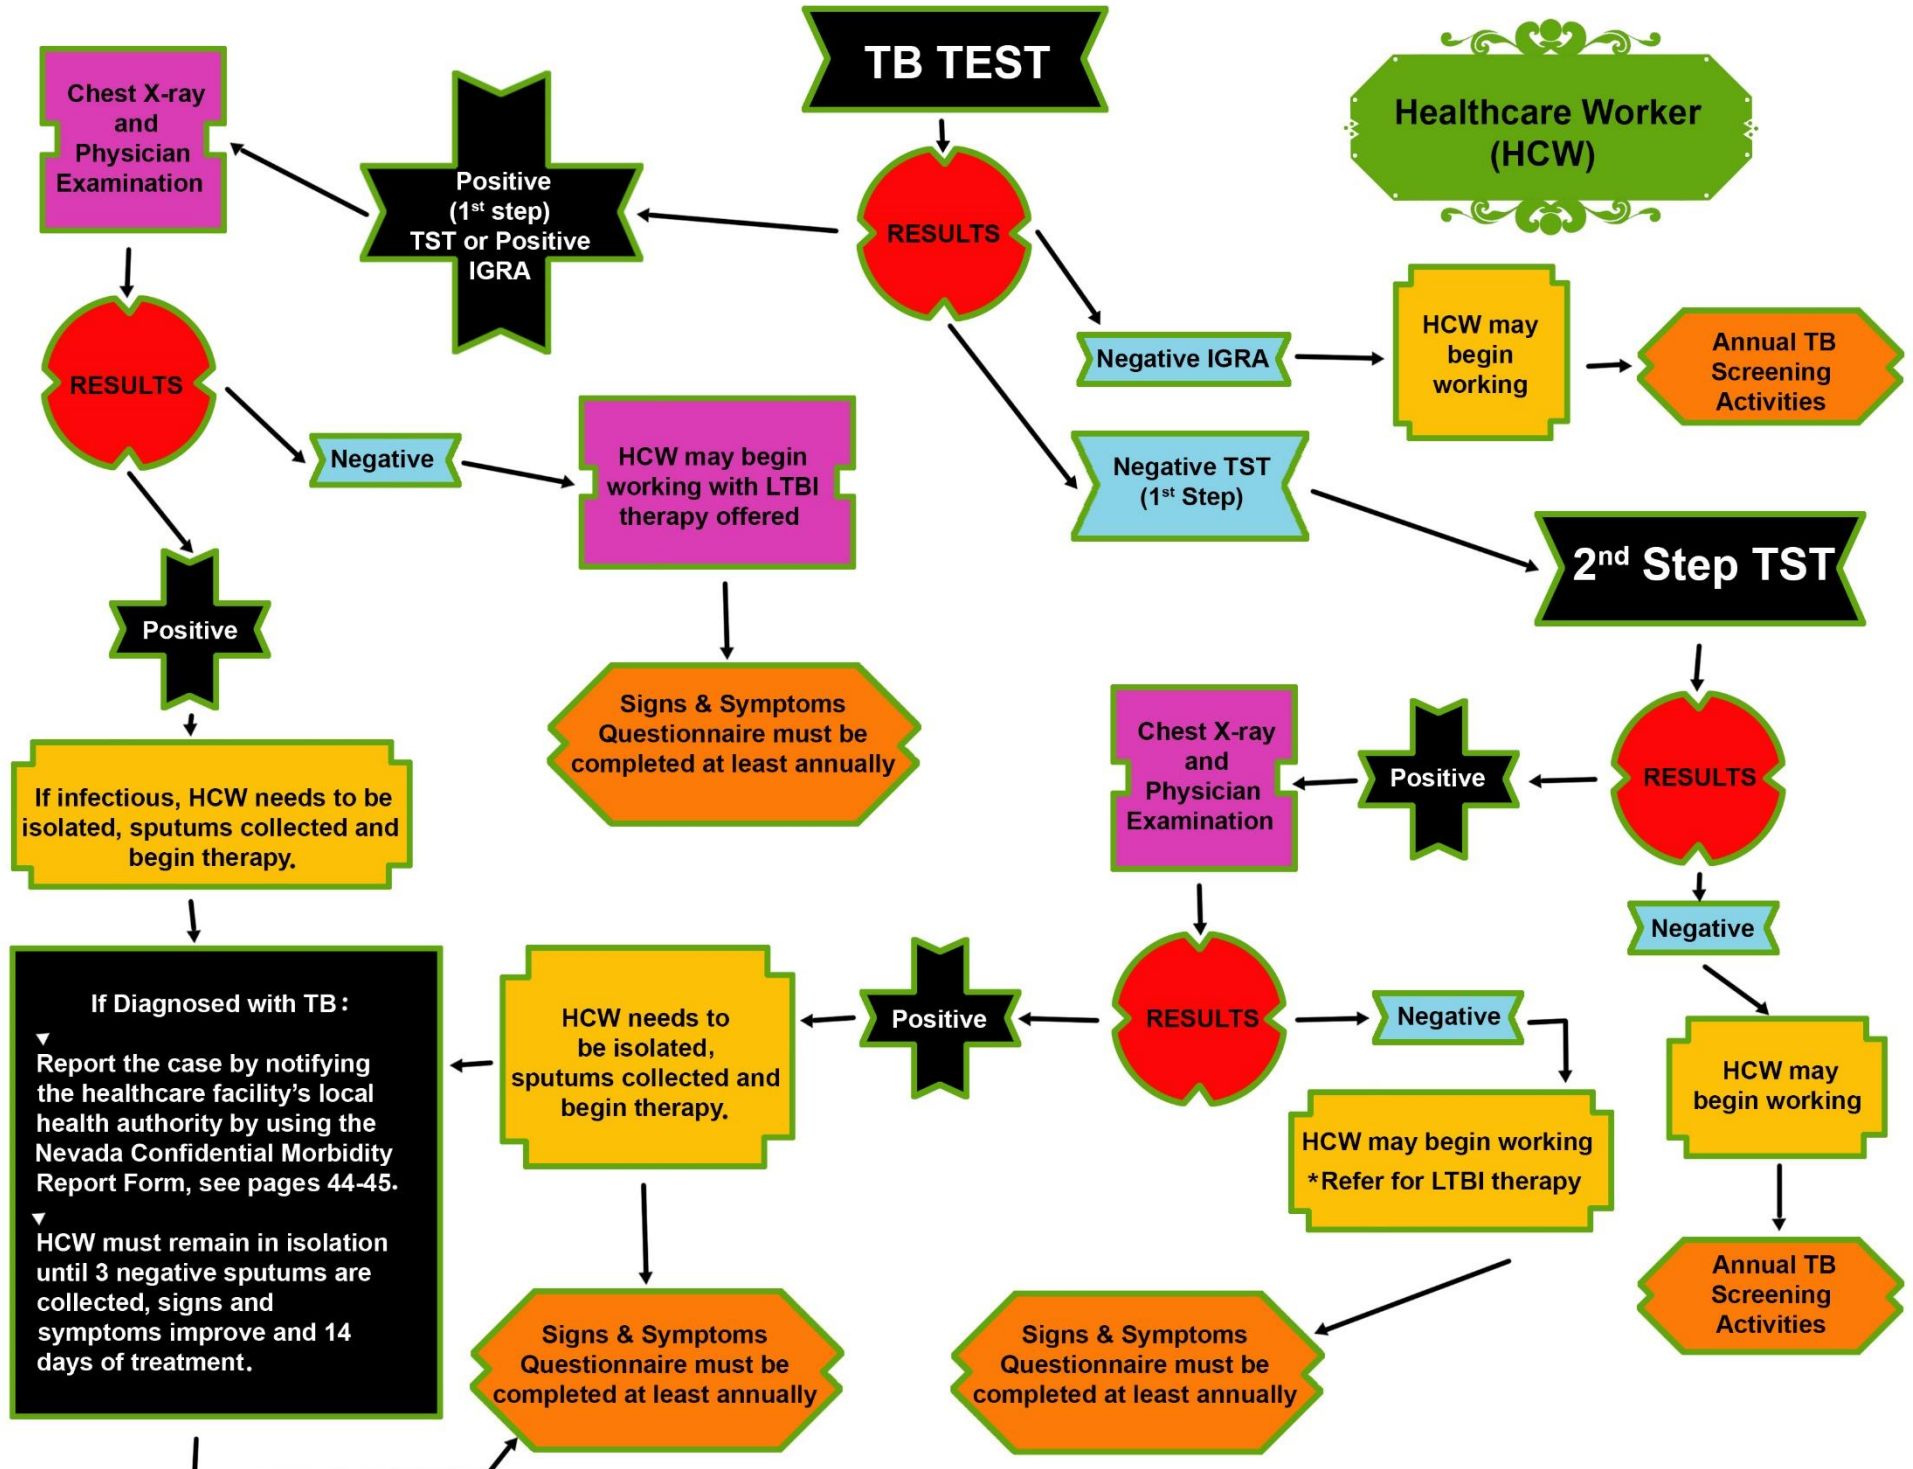 TB TEST
Healthcare Worker
(HCW)
Chest X-ray
and
Physician
Examination
Positive
(1st step)
TST or Positive
IGRA
RESULTS
RESULTS
Negative IGRA
HCW may
begin
working
Annual TB
Screening
Activities
Negative
HCW may begin
working with LTBI
therapy offered
Negative TST
(1st Step)
2nd Step TST
Positive
Signs & Symptoms
Questionnaire must be
completed at least annually
Chest X-ray
and
Physician
Examination
Positive
RESULTS
If infectious, HCW needs to be
isolated, sputums collected and
begin therapy.
Negative
If Diagnosed with TB:
Report the case by notifying
the healthcare facility's local
health authority by using the
Nevada Confidential Morbidity
Report Form, see pages 44-45.
HCW must remain in isolation
until 3 negative sputums are
collected, signs and
symptoms improve and 14
days of treatment.
HCW needs to
be isolated,
sputums collected and
begin therapy.
Positive
RESULTS
Negative
HCW may begin working
*Refer for LTBI therapy
HCW may
begin working
Signs & Symptoms
Questionnaire must be
completed at least annually
Signs & Symptoms
Questionnaire must be
completed at least annually
Annual TB
Screening
Activities